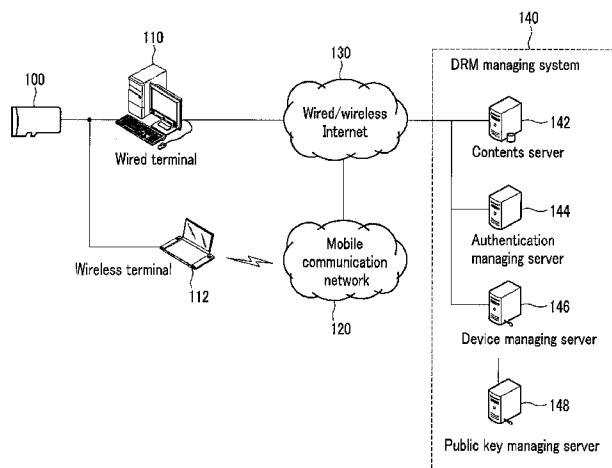 140
110
130
DRM managing system
100
Wired/wireless
Internet
142
Wired terminal
Contents server
144
Mobile
communication
network
Authentication
managing server
Wireless terminal
112
146
120
Device managing server
148
Public key managing server